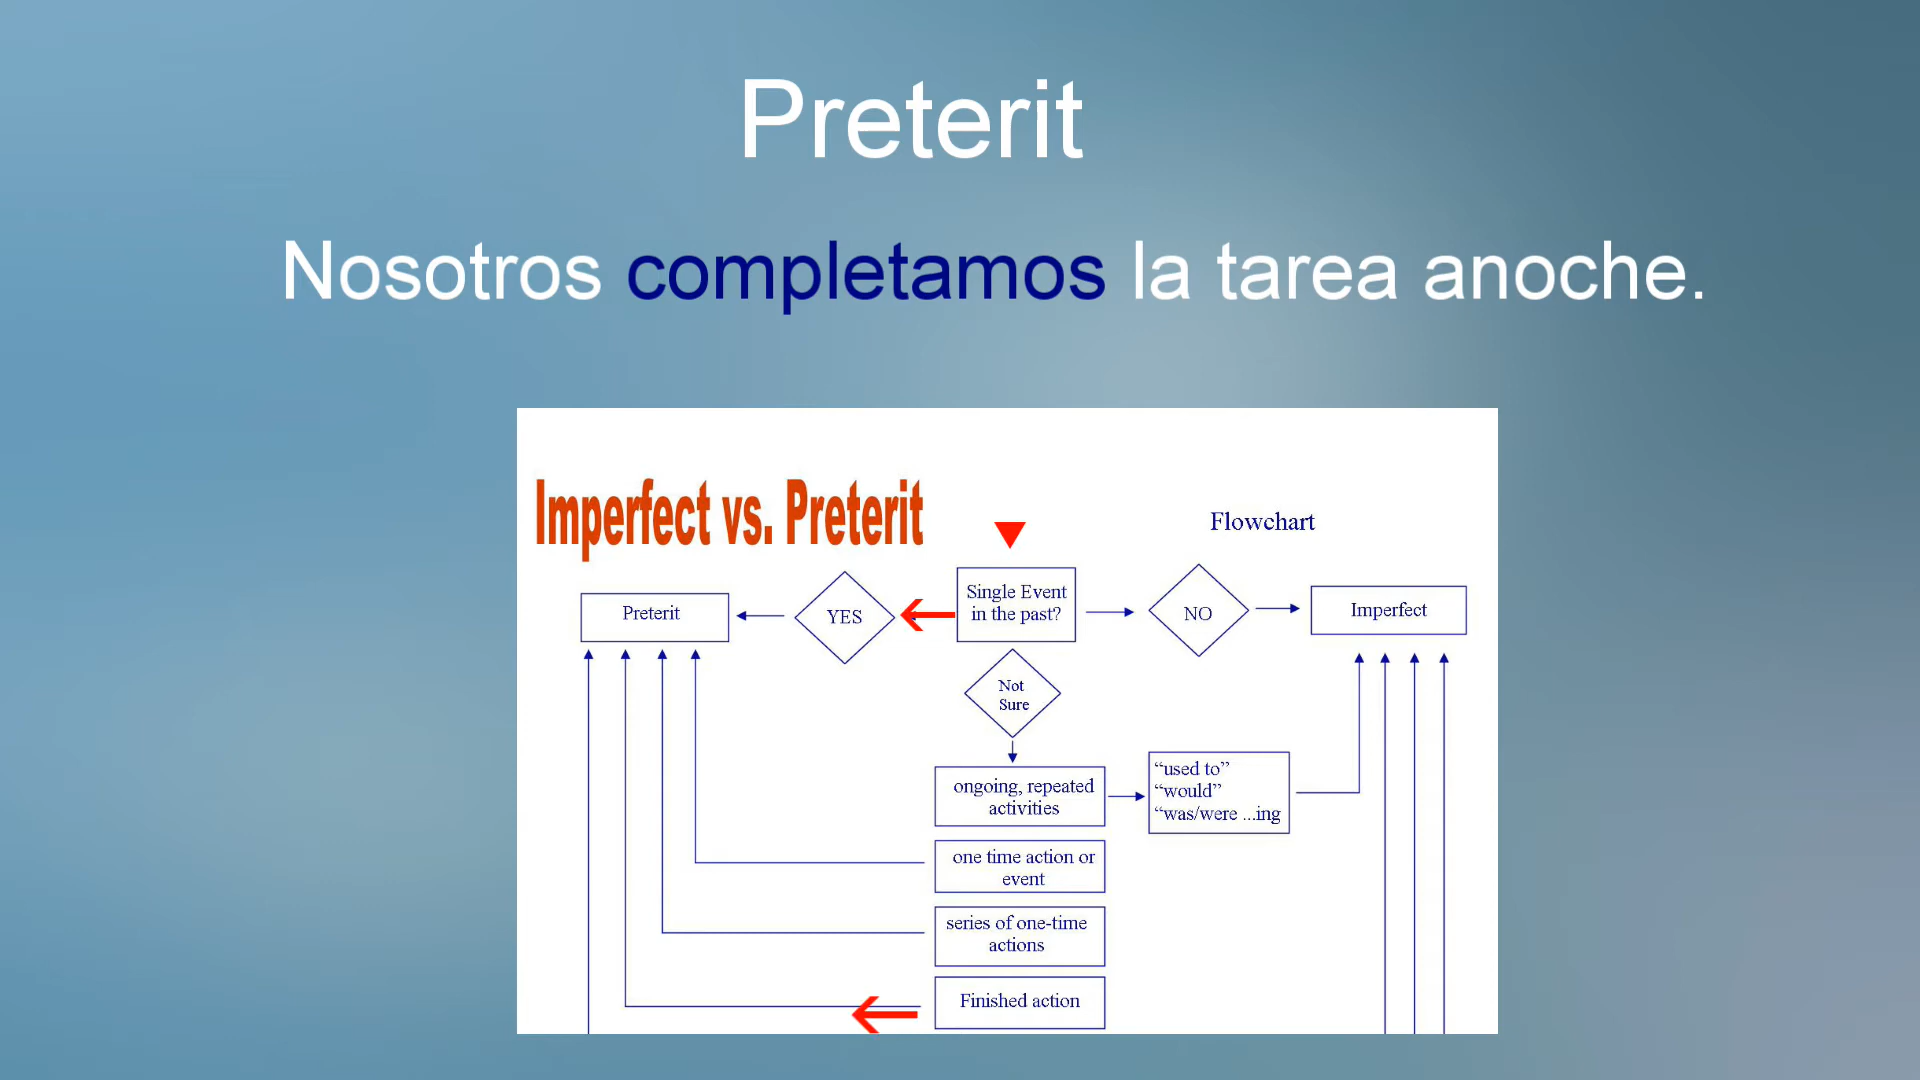 Preterit
Nosotros completamos la tarea anoche.
Imperfect vs. Preterit
Flowchart
Preterit
YES
Single Event
in the past?
NO
Imperfect
Not
Sure
ongoing, repeated
activities
“used to”
“would”
“was/were ...ing
one time action or
event
series of one-time
actions
Finished action